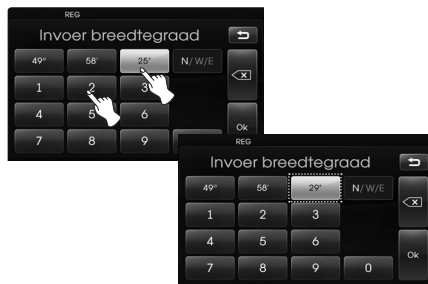 REG
Invoer breedtegraad
49° 58' 25" N/W/E
1 2 3
4 5 6
Ok
7 8 9
REG
Invoer breedtegraad
49° 58' 29" N/W/E
1 2 3
4 5 6
Ok
7 8 9 0